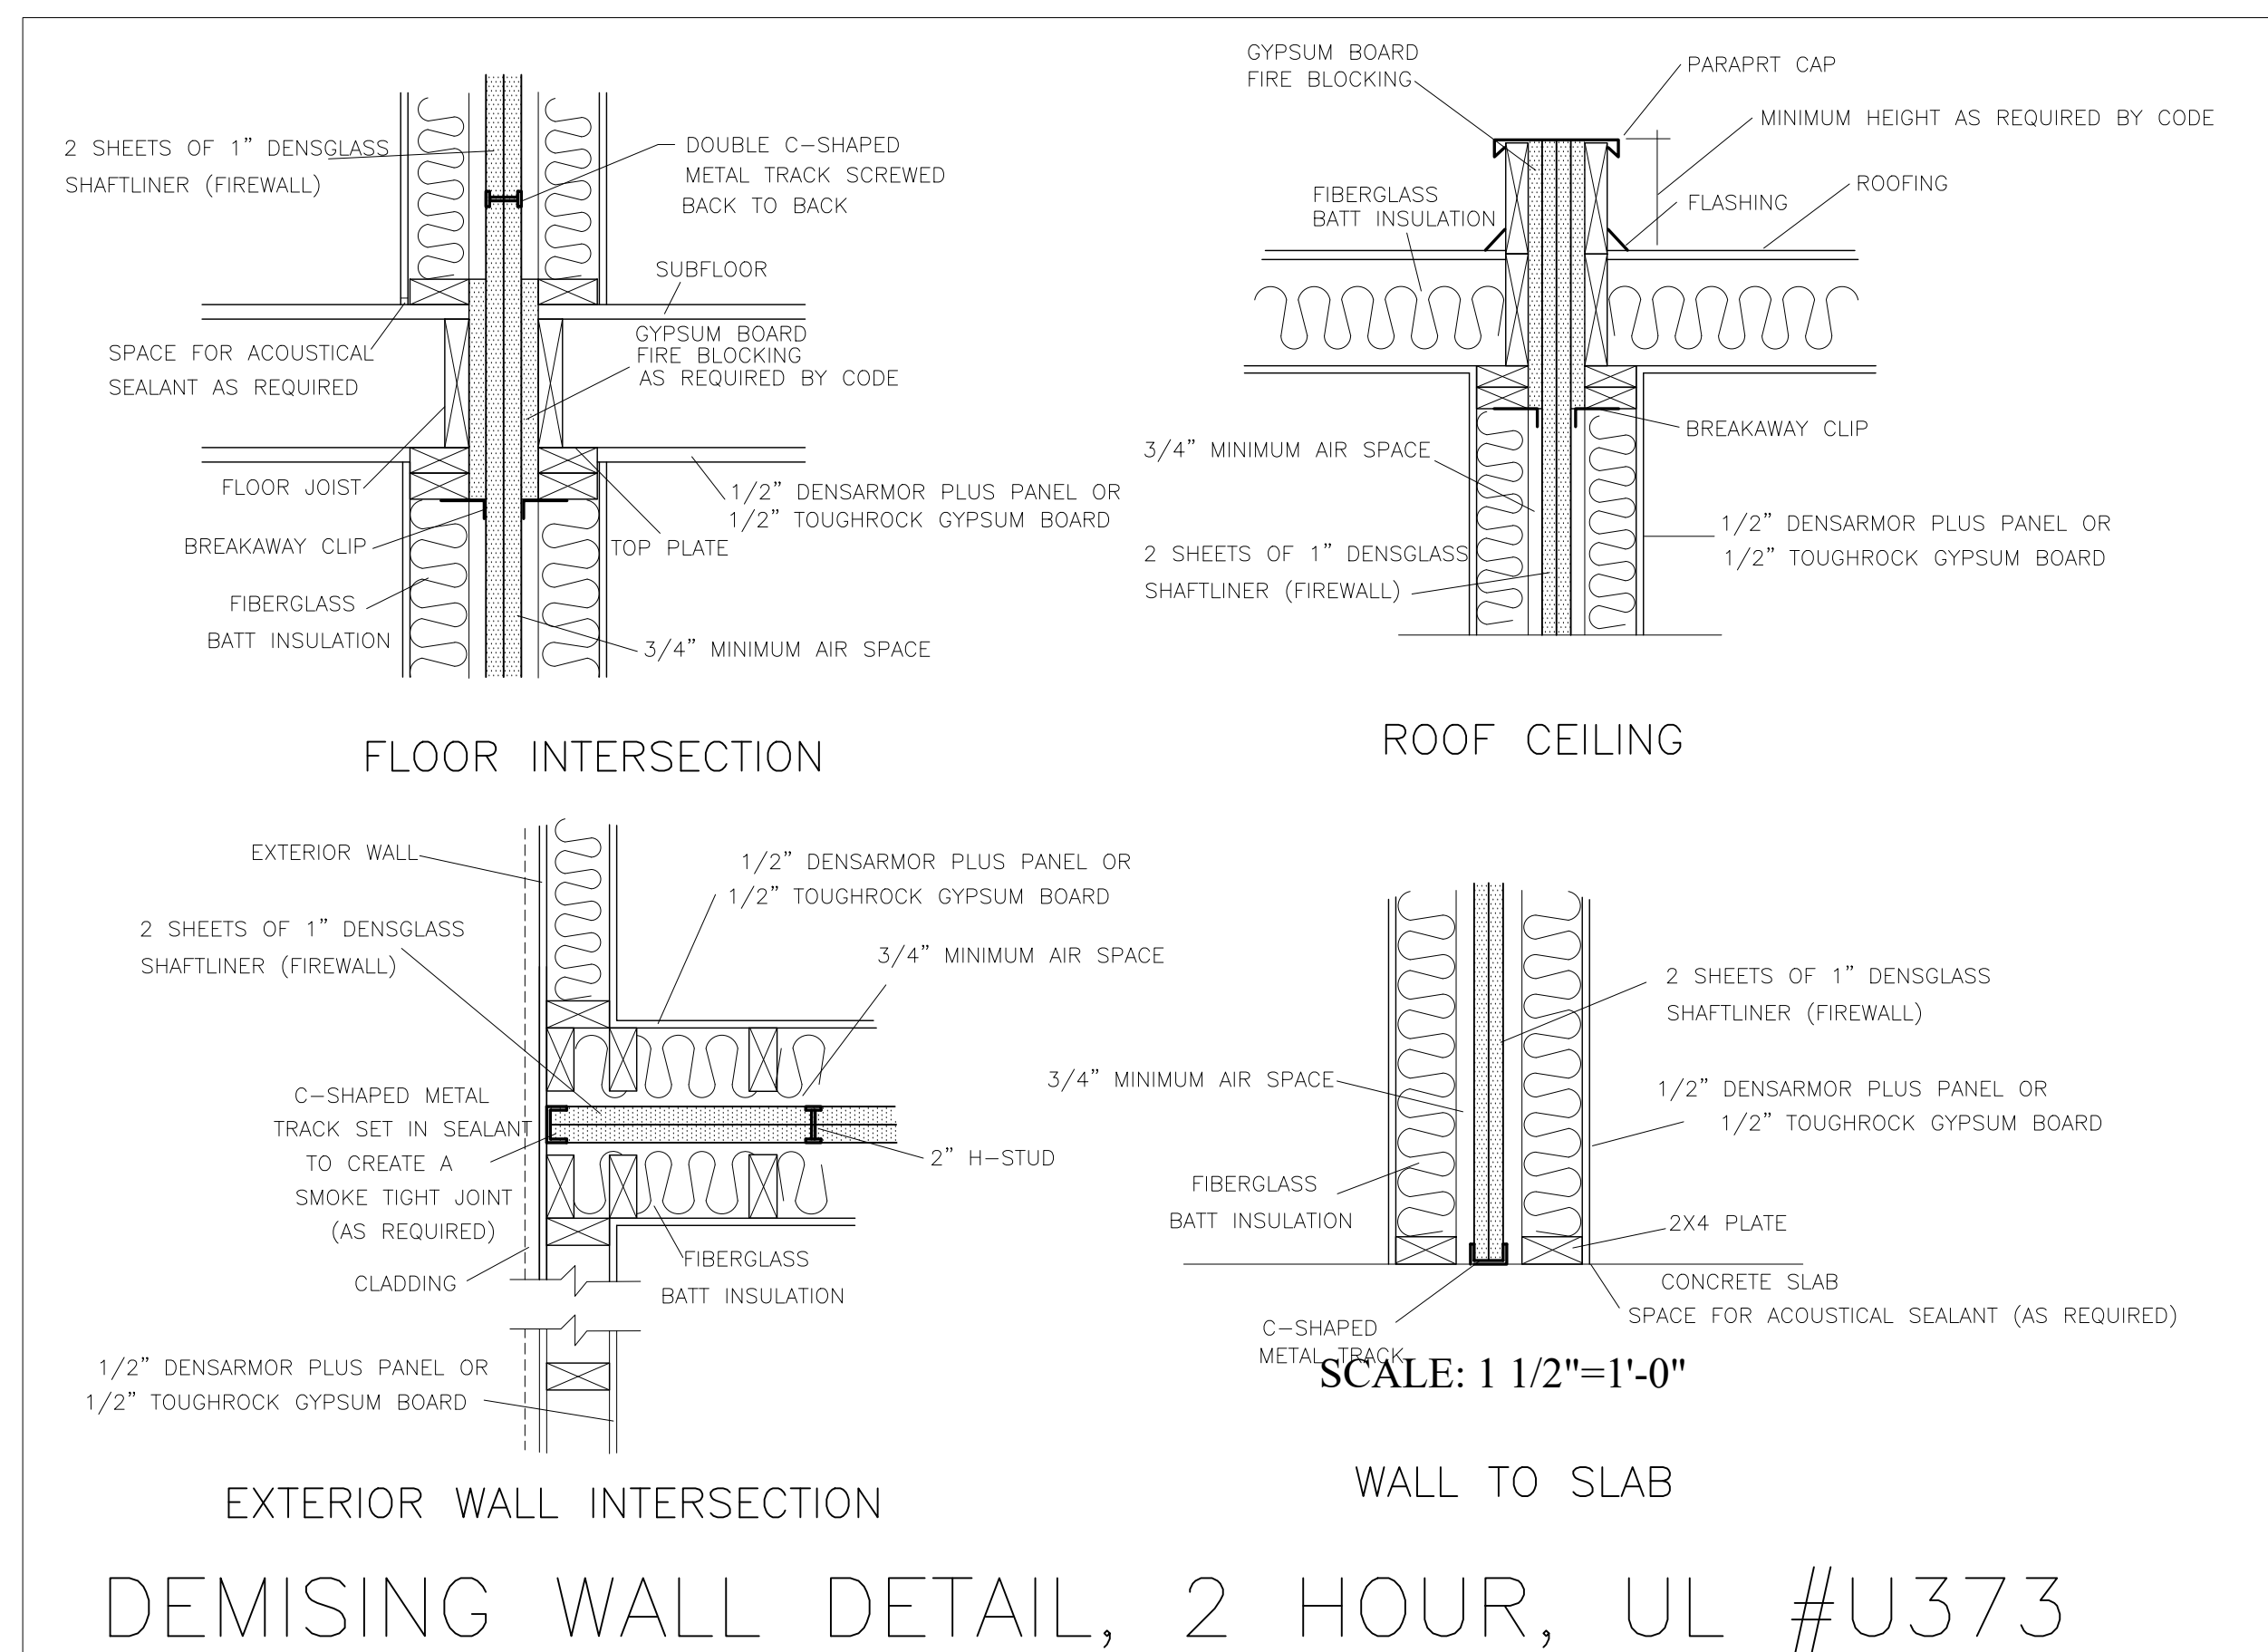 2 SHEETS OF 1" DENSGLASS
SHAFTLINER (FIREWALL)
DOUBLE C-SHAPED
METAL TRACK SCREWED
BACK TO BACK
SUBFLOOR
GYPSUM BOARD
FIRE BLOCKING
AS REQUIRED BY CODE
SPACE FOR ACOUSTICAL
SEALANT AS REQUIRED
FLOOR JOIST
1/2" DENSARMOR PLUS PANEL OR
1/2" TOUGHROCK GYPSUM BOARD
BREAKAWAY CLIP
TOP PLATE
FIBERGLASS
BATT INSULATION
3/4" MINIMUM AIR SPACE
FLOOR INTERSECTION
GYPSUM BOARD
FIRE BLOCKING
PARAPRT CAP
MINIMUM HEIGHT AS REQUIRED BY CODE
ROOFING
FLASHING
FIBERGLASS
BATT INSULATION
BREAKAWAY CLIP
3/4" MINIMUM AIR SPACE
2 SHEETS OF 1" DENSGLASS
SHAFTLINER (FIREWALL)
1/2" DENSARMOR PLUS PANEL OR
1/2" TOUGHROCK GYPSUM BOARD
ROOF CEILING
EXTERIOR WALL
1/2" DENSARMOR PLUS PANEL OR
1/2" TOUGHROCK GYPSUM BOARD
2 SHEETS OF 1" DENSGLASS
SHAFTLINER (FIREWALL)
3/4" MINIMUM AIR SPACE
C-SHAPED METAL
TRACK SET IN SEALANT
TO CREATE A
SMOKE TIGHT JOINT
(AS REQUIRED)
2" H-STUD
CLADDING
FIBERGLASS
BATT INSULATION
1/2" DENSARMOR PLUS PANEL OR
1/2" TOUGHROCK GYPSUM BOARD
EXTERIOR WALL INTERSECTION
2 SHEETS OF 1" DENSGLASS
SHAFTLINER (FIREWALL)
3/4" MINIMUM AIR SPACE
1/2" DENSARMOR PLUS PANEL OR
1/2" TOUGHROCK GYPSUM BOARD
FIBERGLASS
BATT INSULATION
2X4 PLATE
CONCRETE SLAB
SPACE FOR ACOUSTICAL SEALANT (AS REQUIRED)
C-SHAPED
METAL TRACK
SCALE: 1 1/2"=1'-0"
WALL TO SLAB
DEMISING WALL DETAIL, 2 HOUR, UL #U373